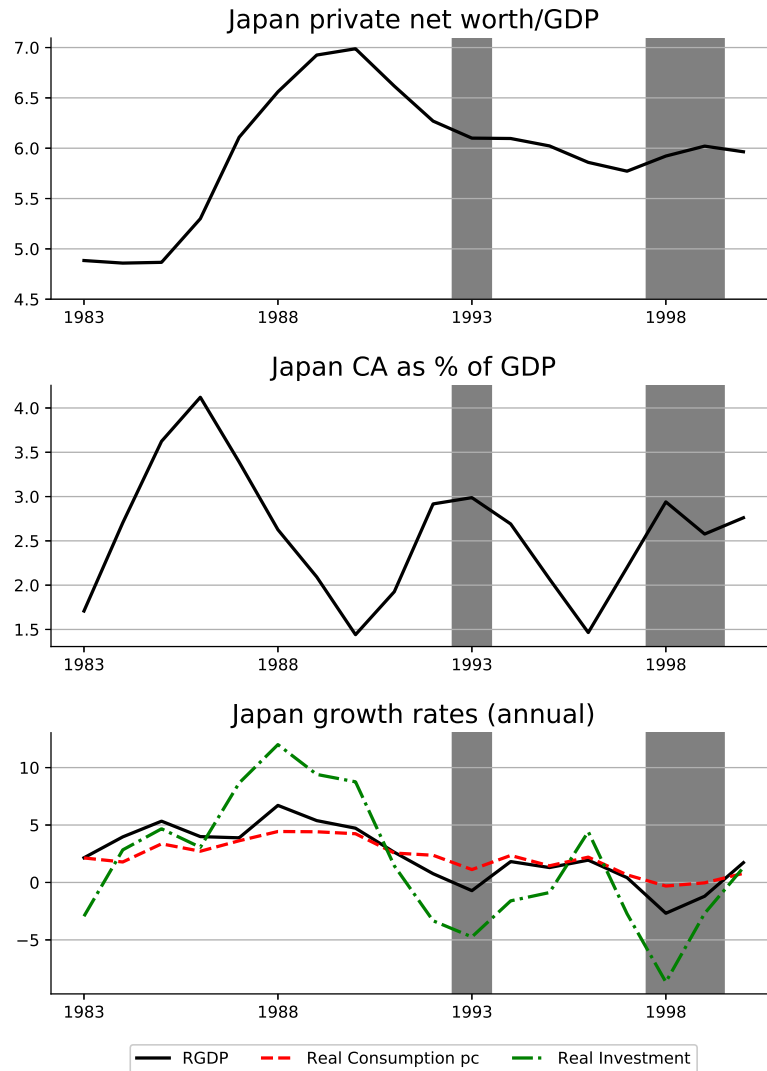 Japan private net worth/GDP
7.0
6.5
6.0
5.5
5.0
4.5
1983 1988 1993 1998
Japan CA as % of GDP
4.0
3.5
3.0
2.5
2.0
1.5
1983 1988 1993 1998
Japan growth rates (annual)
10
5
0
−5
1983 1988 1993 1998
RGDP Real Consumption pc Real Investment